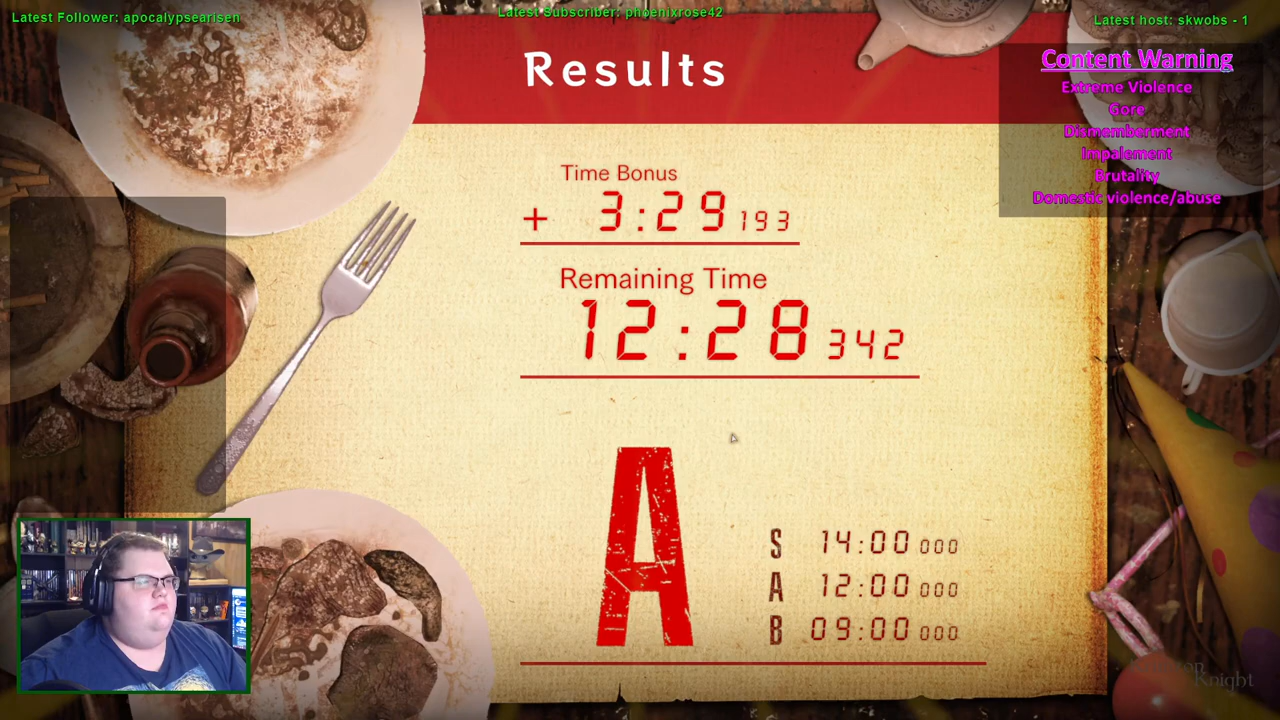 Latest Follower: apocalypsearisen
Latest Subscriber: phoenixrose42
Latest host: skwobs - 1
Results
Content Warning
Extreme Violence
Gore
Dismemberment
Impalement
Brutality
Domestic violence/abuse
Time Bonus
+ 3:29 193
Remaining Time
12:28 342
A
S 14:00 000
A 12:00 000
B 09:00 000
Knight